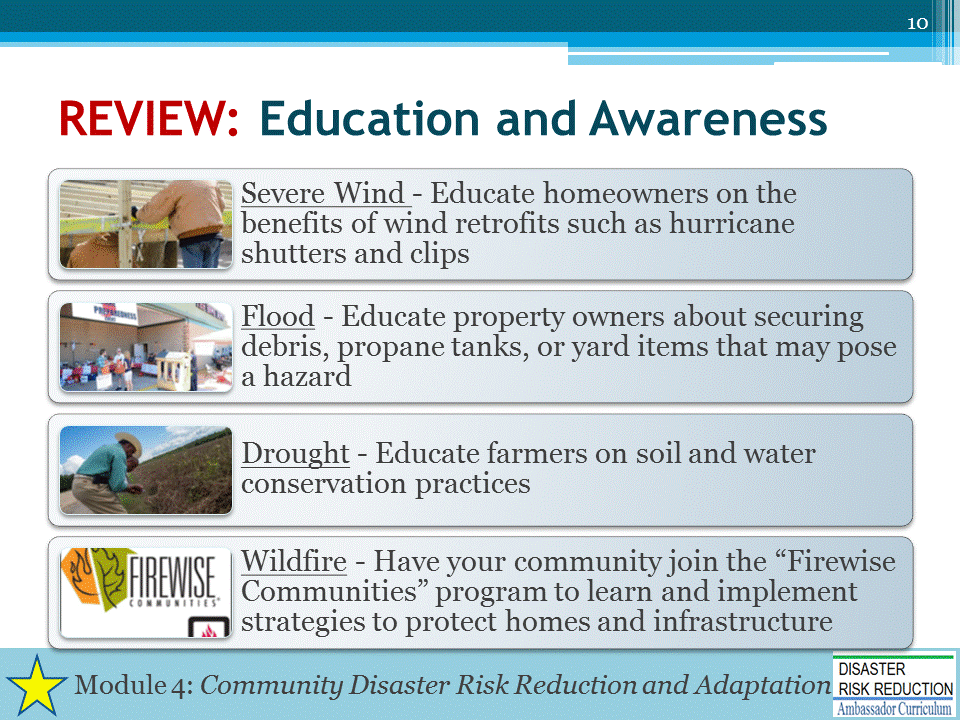 10
REVIEW: Education and Awareness
Severe Wind - Educate homeowners on the
benefits of wind retrofits such as hurricane
shutters and clips
PREPAREDNESS
Flood - Educate property owners about securing
debris, propane tanks, or yard items that may pose
a hazard
Drought - Educate farmers on soil and water
conservation practices
FIREWISE
COMMUNITIES®
Wildfire - Have your community join the “Firewise
Communities” program to learn and implement
strategies to protect homes and infrastructure
Module 4: Community Disaster Risk Reduction and Adaptation
DISASTER
RISK REDUCTION
Ambassador Curriculum